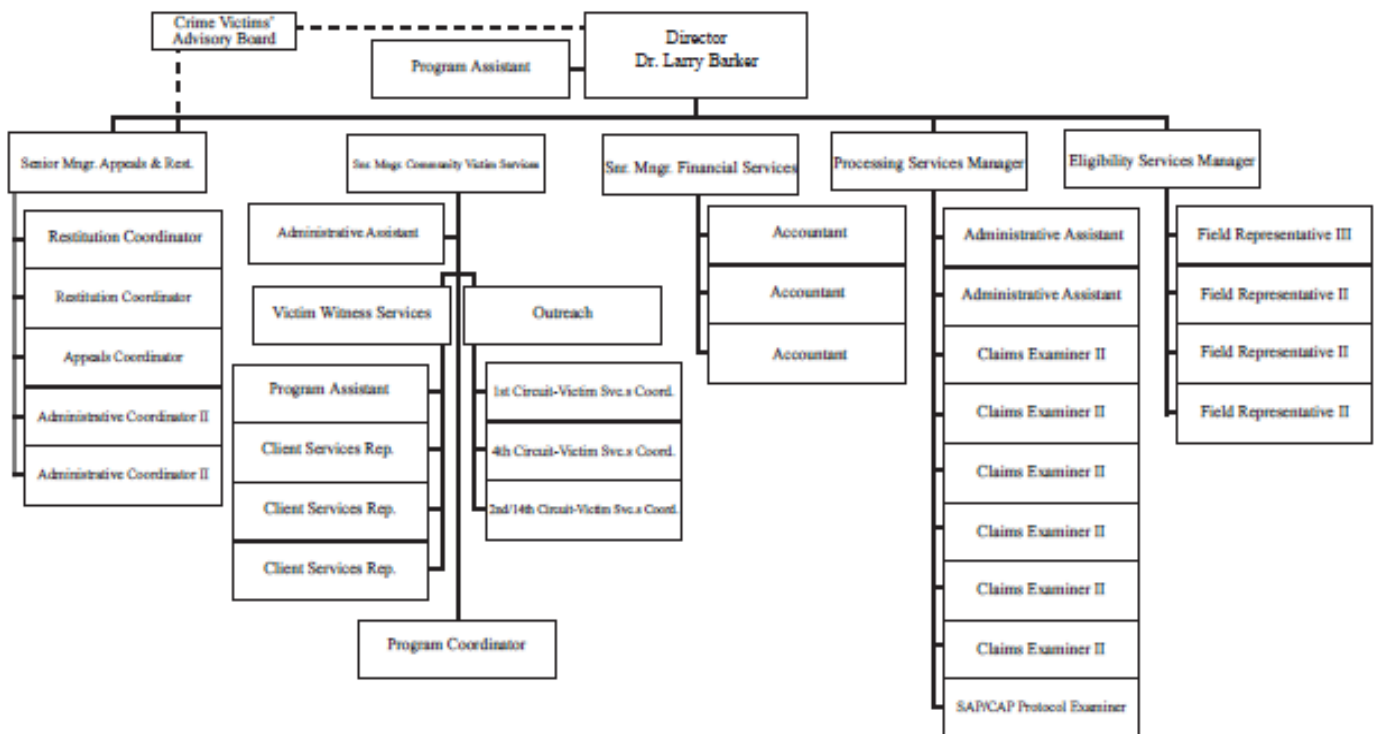 Crime Victims'
Advisory Board
Director
Dr. Larry Barker
Program Assistant
Senior Mngr. Appeals & Rest.
Snr. Mngr. Community Victim Services
Snr. Mngr. Financial Services
Processing Services Manager
Eligibility Services Manager
Restitution Coordinator
Restitution Coordinator
Appeals Coordinator
Administrative Coordinator II
Administrative Coordinator II
Administrative Assistant
Victim Witness Services
Outreach
Program Assistant
Client Services Rep.
Client Services Rep.
Client Services Rep.
1st Circuit-Victim Svc.s Coord.
4th Circuit-Victim Svc.s Coord.
2nd/14th Circuit-Victim Svc.s Coord.
Program Coordinator
Accountant
Accountant
Accountant
Administrative Assistant
Administrative Assistant
Claims Examiner II
Claims Examiner II
Claims Examiner II
Claims Examiner II
Claims Examiner II
Claims Examiner II
SAP/CAP Protocol Examiner
Field Representative III
Field Representative II
Field Representative II
Field Representative II